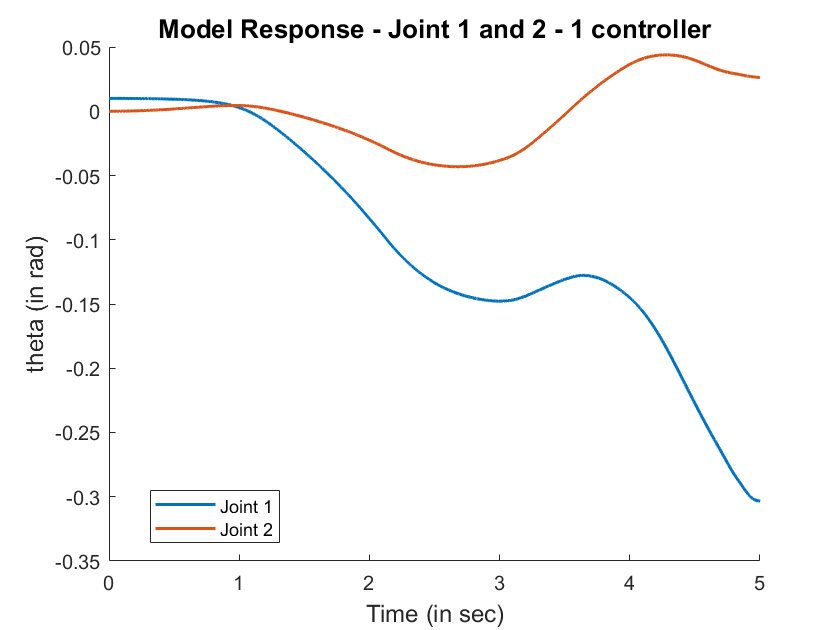 Model Response - Joint 1 and 2 - 1 controller
0.05
0
-0.05
-0.1
-0.15
-0.2
-0.25
-0.3
-0.35
theta (in rad)
Joint 1
Joint 2
0 1 2 3 4 5
Time (in sec)